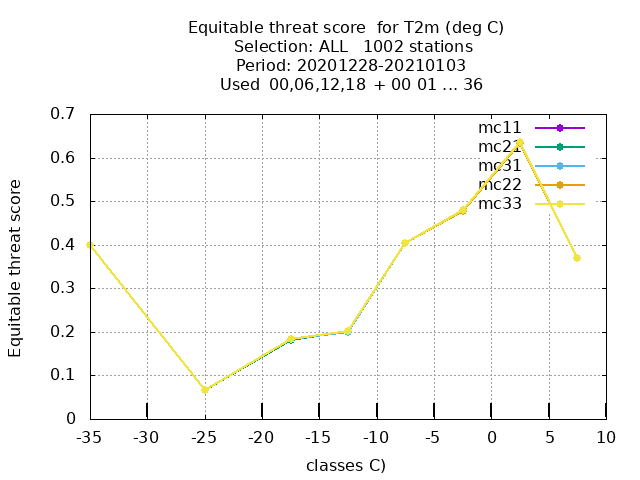 Equitable threat score  for T2m (deg C)
Selection: ALL   1002 stations
Period: 20201228-20210103
Used  00,06,12,18  + 00 01 ... 36
0.7
0.6
0.5
0.4
0.3
0.2
0.1
0
Equitable threat score
mc11
mc21
mc31
mc22
mc33
-35 -30 -25 -20 -15 -10 -5 0 5 10
classes C)